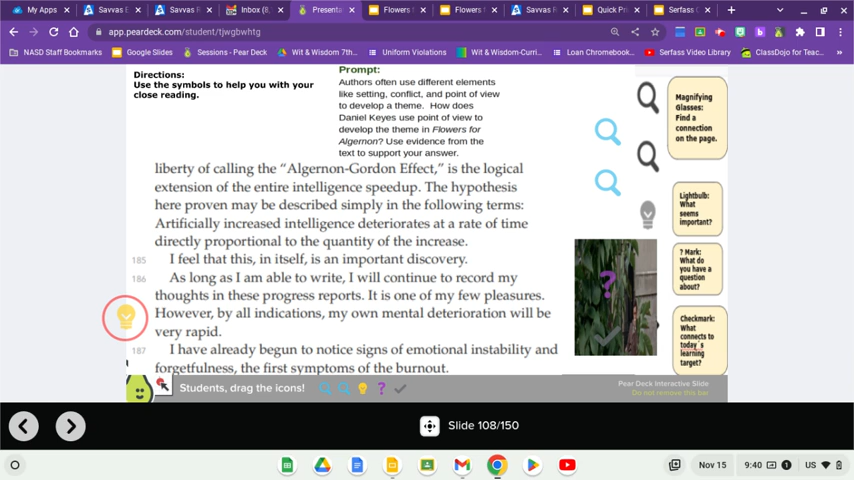 My Apps
Savvas E
Savvas R
Inbox (8,
Presenta
Flowers
Flowers f
Savvas R
Quick Pri
Serfass C
app.peardeck.com/student/tjwgbwhtg
NASD Staff Bookmarks
Google Slides
Sessions - Pear Deck
Wit & Wisdom 7th...
Uniform Violations
Wit & Wisdom-Curri...
Loan Chromebook...
Serfass Video Library
ClassDojo for Teac...
Directions:
Use the symbols to help you with your
close reading.
Prompt:
Authors often use different elements
like setting, conflict, and point of view
to develop a theme. How does
Daniel Keyes use point of view to
develop the theme in Flowers for
Algernon? Use evidence from the
text to support your answer.
liberty of calling the “Algernon-Gordon Effect,” is the logical
extension of the entire intelligence speedup. The hypothesis
here proven may be described simply in the following terms:
Artificially increased intelligence deteriorates at a rate of time
directly proportional to the quantity of the increase.
185 I feel that this, in itself, is an important discovery.
186 As long as I am able to write, I will continue to record my
thoughts in these progress reports. It is one of my few pleasures.
However, by all indications, my own mental deterioration will be
very rapid.
187 I have already begun to notice signs of emotional instability and
forgetfulness, the first symptoms of the burnout.
Magnifying
Glasses:
Find a
connection
on the page.
Lightbulb:
What
seems
important?
? Mark:
What do
you have a
question
about?
Checkmark:
What
connects to
today's
learning
target?
Students, drag the icons!
Pear Deck Interactive Slide
Do not remove this bar
Slide 108/150
Nov 15
9:40
1
US